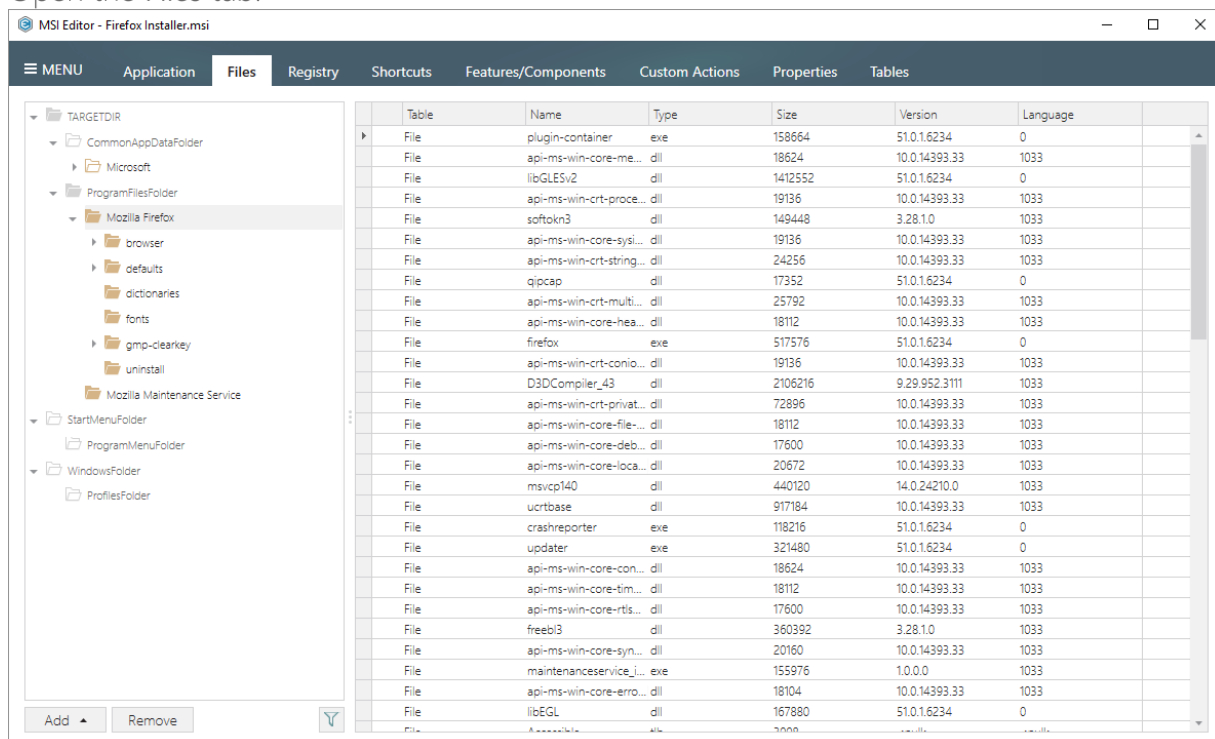 Open the Files tab.
MSI Editor - Firefox Installer.msi
MENU Application Files Registry Shortcuts Features/Components Custom Actions Properties Tables
TARGETDIR
CommonAppDataFolder
Microsoft
ProgramFilesFolder
Mozilla Firefox
browser
defaults
dictionaries
fonts
gmp-clearkey
uninstall
Mozilla Maintenance Service
StartMenuFolder
ProgramMenuFolder
WindowsFolder
ProfilesFolder
Add Remove
Table Name Type Size Version Language
File plugin-container exe 158664 51.0.1.6234 0
File api-ms-win-core-me... dll 18624 10.0.14393.33 1033
File libGLESv2 dll 1412552 51.0.1.6234 0
File api-ms-win-crt-proce... dll 19136 10.0.14393.33 1033
File softokn3 dll 149448 3.28.1.0 1033
File api-ms-win-core-sysi... dll 19136 10.0.14393.33 1033
File api-ms-win-crt-string... dll 24256 10.0.14393.33 1033
File qipcap dll 17352 51.0.1.6234 0
File api-ms-win-crt-multi... dll 25792 10.0.14393.33 1033
File api-ms-win-core-hea... dll 18112 10.0.14393.33 1033
File firefox exe 517576 51.0.1.6234 0
File api-ms-win-crt-conio... dll 19136 10.0.14393.33 1033
File D3DCompiler_43 dll 2106216 9.29.952.3111 1033
File api-ms-win-crt-privat... dll 72896 10.0.14393.33 1033
File api-ms-win-core-file-... dll 18112 10.0.14393.33 1033
File api-ms-win-core-deb... dll 17600 10.0.14393.33 1033
File api-ms-win-core-loca... dll 20672 10.0.14393.33 1033
File msvcp140 dll 440120 14.0.24210.0 1033
File ucrtbase dll 917184 10.0.14393.33 1033
File crashreporter exe 118216 51.0.1.6234 0
File updater exe 321480 51.0.1.6234 0
File api-ms-win-core-con... dll 18624 10.0.14393.33 1033
File api-ms-win-core-tim... dll 18112 10.0.14393.33 1033
File api-ms-win-core-rtls... dll 17600 10.0.14393.33 1033
File freebl3 dll 360392 3.28.1.0 1033
File api-ms-win-core-syn... dll 20160 10.0.14393.33 1033
File maintenanceservice_i... exe 155976 1.0.0.0 1033
File api-ms-win-core-erro... dll 18104 10.0.14393.33 1033
File libEGL dll 167880 51.0.1.6234 0